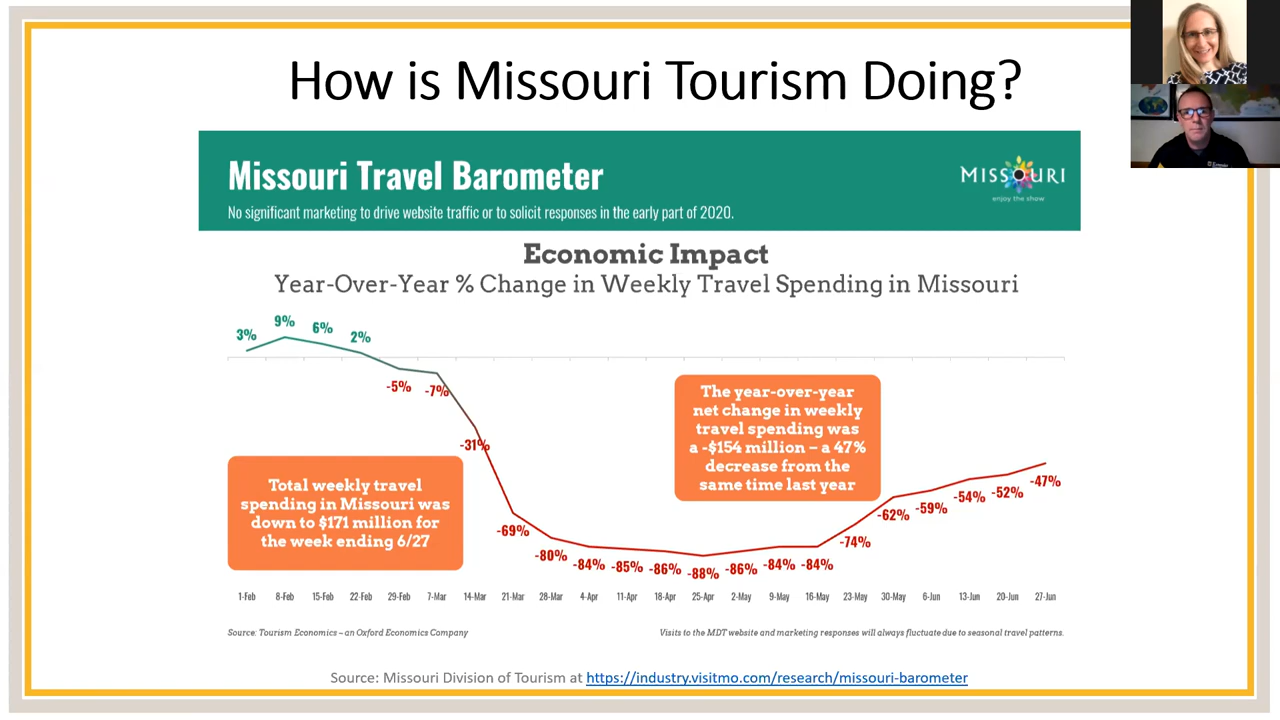 How is Missouri Tourism Doing?
Missouri Travel Barometer
No significant marketing to drive website traffic or to solicit responses in the early part of 2020.
MISSOURI
enjoy the show
Economic Impact
Year-Over-Year % Change in Weekly Travel Spending in Missouri
3%
9%
6%
2%
-5%
-7%
-31%
-69%
-80%
-84%
-85%
-86%
-88%
-86%
-84%
-84%
-74%
-62%
-59%
-54%
-52%
-47%
The year-over-year
net change in weekly
travel spending was
a -$154 million – a 47%
decrease from the
same time last year
Total weekly travel
spending in Missouri was
down to $171 million for
the week ending 6/27
1-Feb 8-Feb 15-Feb 22-Feb 29-Feb 7-Mar 14-Mar 21-Mar 28-Mar 4-Apr 11-Apr 18-Apr 25-Apr 2-May 9-May 16-May 23-May 30-May 6-Jun 13-Jun 20-Jun 27-Jun
Source: Tourism Economics – an Oxford Economics Company
Visits to the MDT website and marketing responses will always fluctuate due to seasonal travel patterns.
Source: Missouri Division of Tourism at https://industry.visitmo.com/research/missouri-barometer